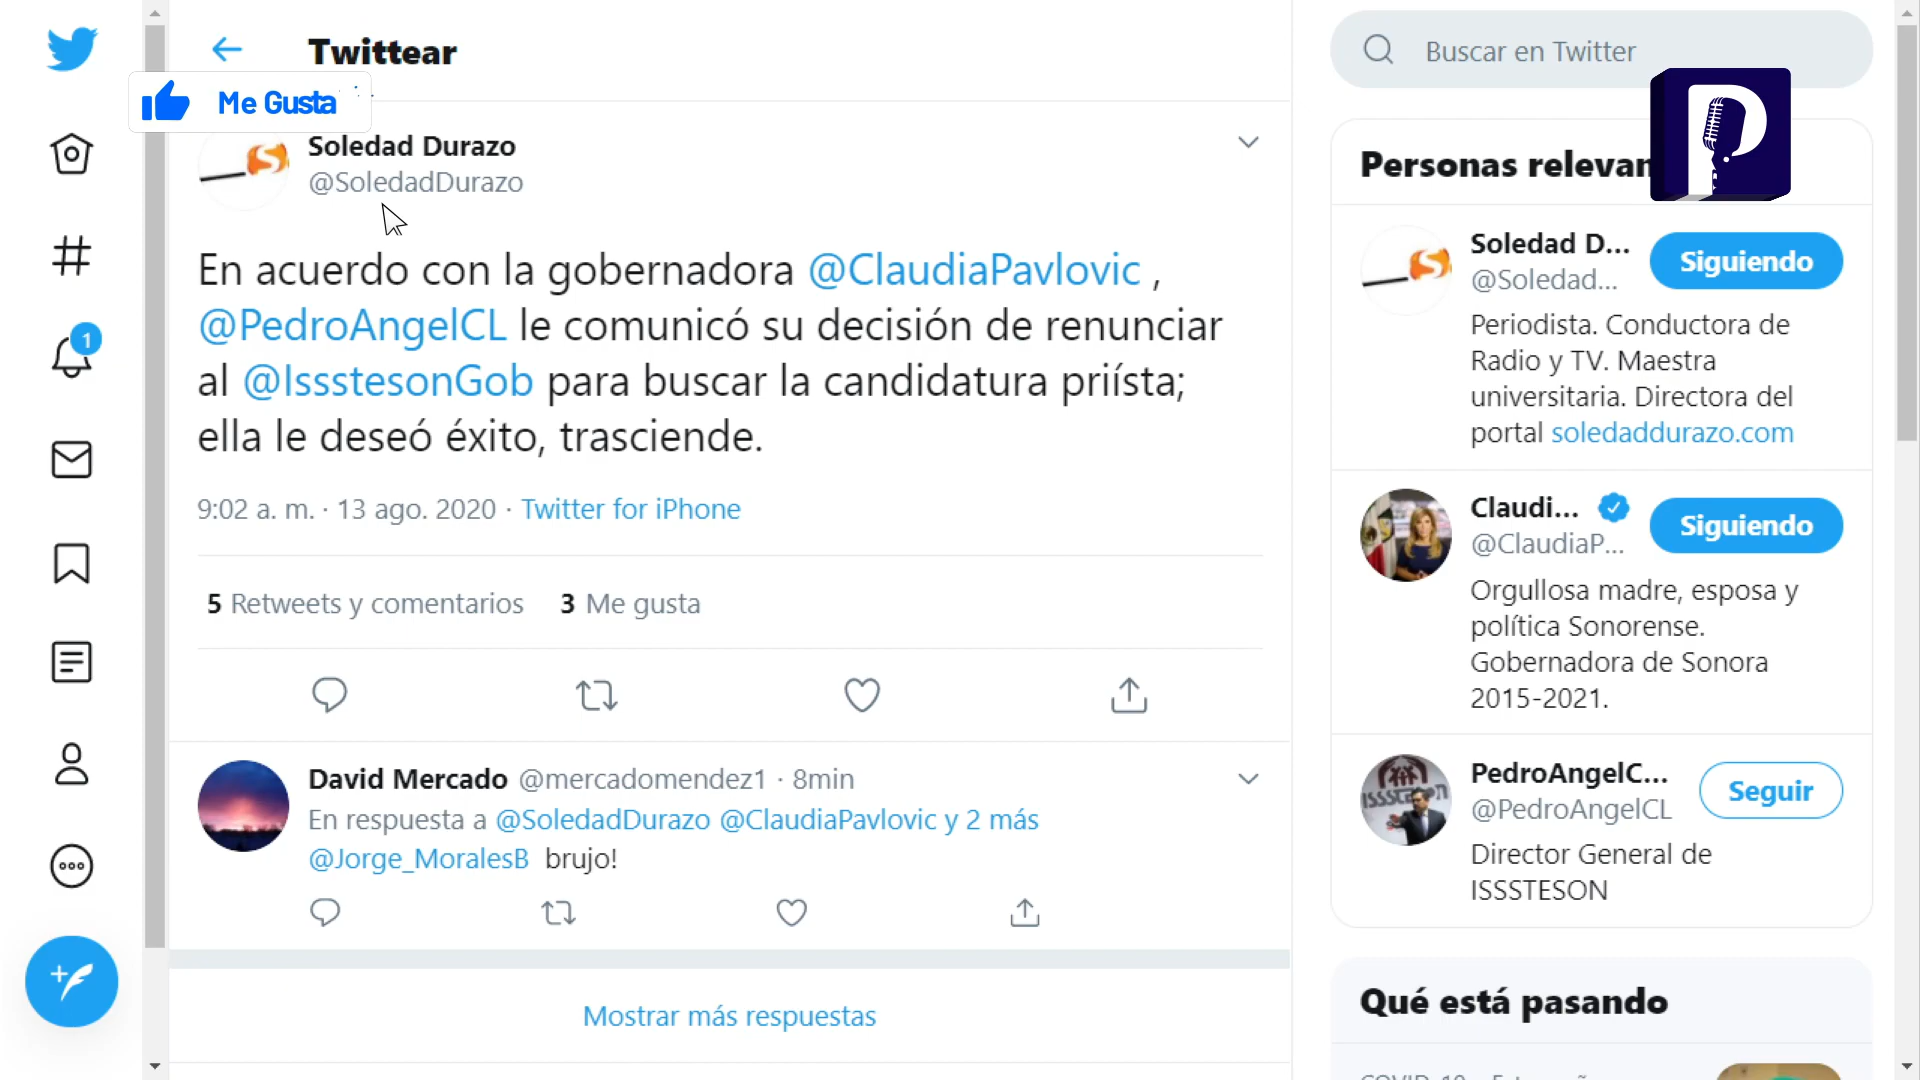 Twittear
Me Gusta
Soledad Durazo
@SoledadDurazo
En acuerdo con la gobernadora @ClaudiaPavlovic ,
@PedroAngelCL le comunicó su decisión de renunciar
al @IssstesonGob para buscar la candidatura priísta;
ella le deseó éxito, trasciende.
9:02 a. m. · 13 ago. 2020 · Twitter for iPhone
5 Retweets y comentarios 3 Me gusta
David Mercado @mercadomendez1 · 8min
En respuesta a @SoledadDurazo @ClaudiaPavlovic y 2 más
@Jorge_MoralesB brujo!
Mostrar más respuestas
1
Buscar en Twitter
Personas relevan
P
Soledad D...
Siguiendo
@Soledad...
Periodista. Conductora de
Radio y TV. Maestra
universitaria. Directora del
portal soledaddurazo.com
Claudi...
Siguiendo
@ClaudiaP...
Orgullosa madre, esposa y
política Sonorense.
Gobernadora de Sonora
2015-2021.
PedroAngelC...
Seguir
@PedroAngelCL
Director General de
ISSSTESON
Qué está pasando